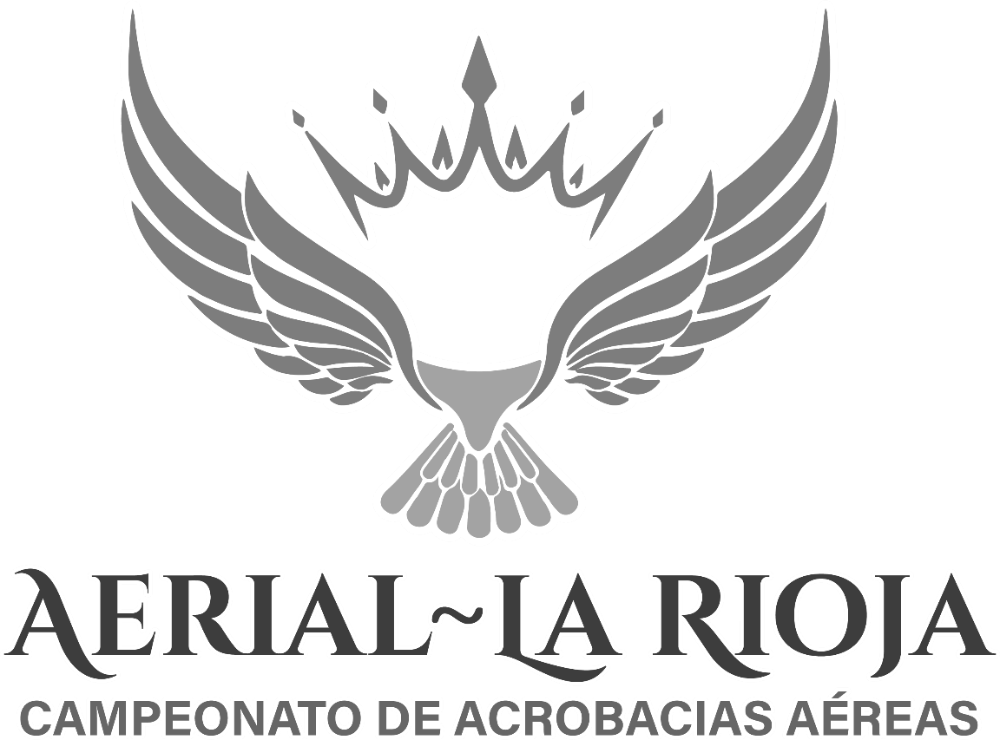 AERIAL~LA RIOJA
CAMPEONATO DE ACROBACIAS AÉREAS